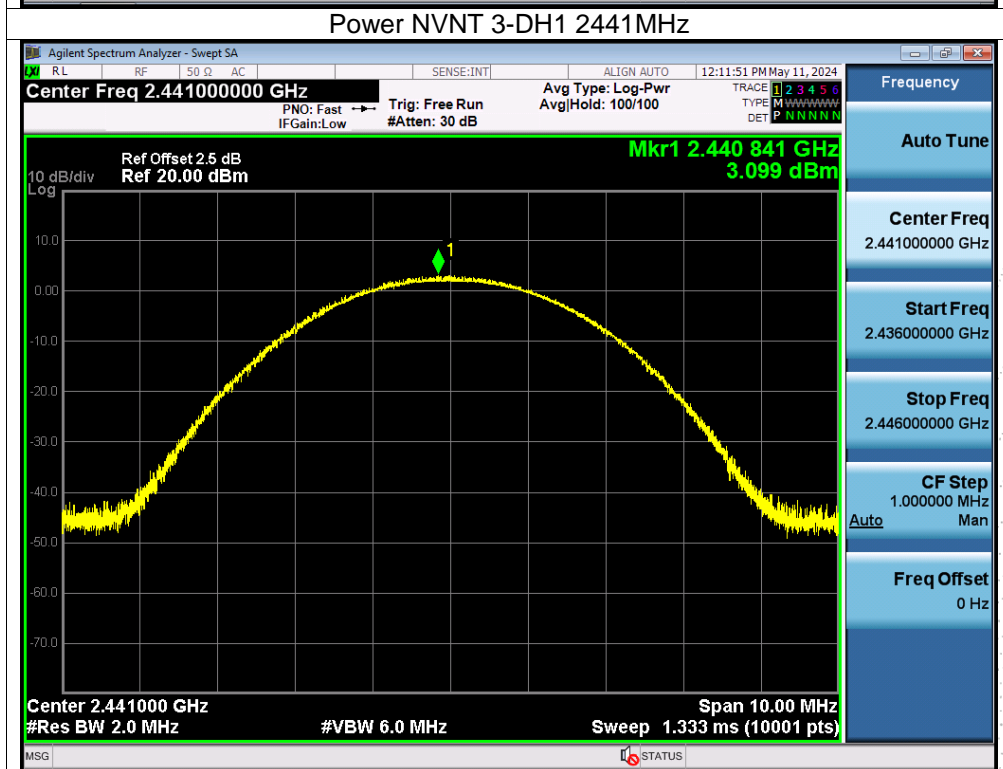 Power NVNT 3-DH1 2441MHz
Agilent Spectrum Analyzer - Swept SA
LXI RL RF 50 Ω AC SENSE:INT ALIGN AUTO 12:11:51 PM May 11, 2024
Center Freq 2.441000000 GHz
PNO: Fast
IFGain:Low
Trig: Free Run
#Atten: 30 dB
Avg Type: Log-Pwr
Avg|Hold: 100/100
TRACE 1 2 3 4 5 6
TYPE M WWWWW
DET P N N N N N
Ref Offset 2.5 dB
10 dB/div Ref 20.00 dBm
Log
Mkr1 2.440 841 GHz
3.099 dBm
1
10.0
0.00
-10.0
-20.0
-30.0
-40.0
-50.0
-60.0
-70.0
Center 2.441000 GHz Span 10.00 MHz
#Res BW 2.0 MHz #VBW 6.0 MHz Sweep 1.333 ms (10001 pts)
MSG STATUS
Frequency
Auto Tune
Center Freq
2.441000000 GHz
Start Freq
2.436000000 GHz
Stop Freq
2.446000000 GHz
CF Step
1.000000 MHz
Auto Man
Freq Offset
0 Hz